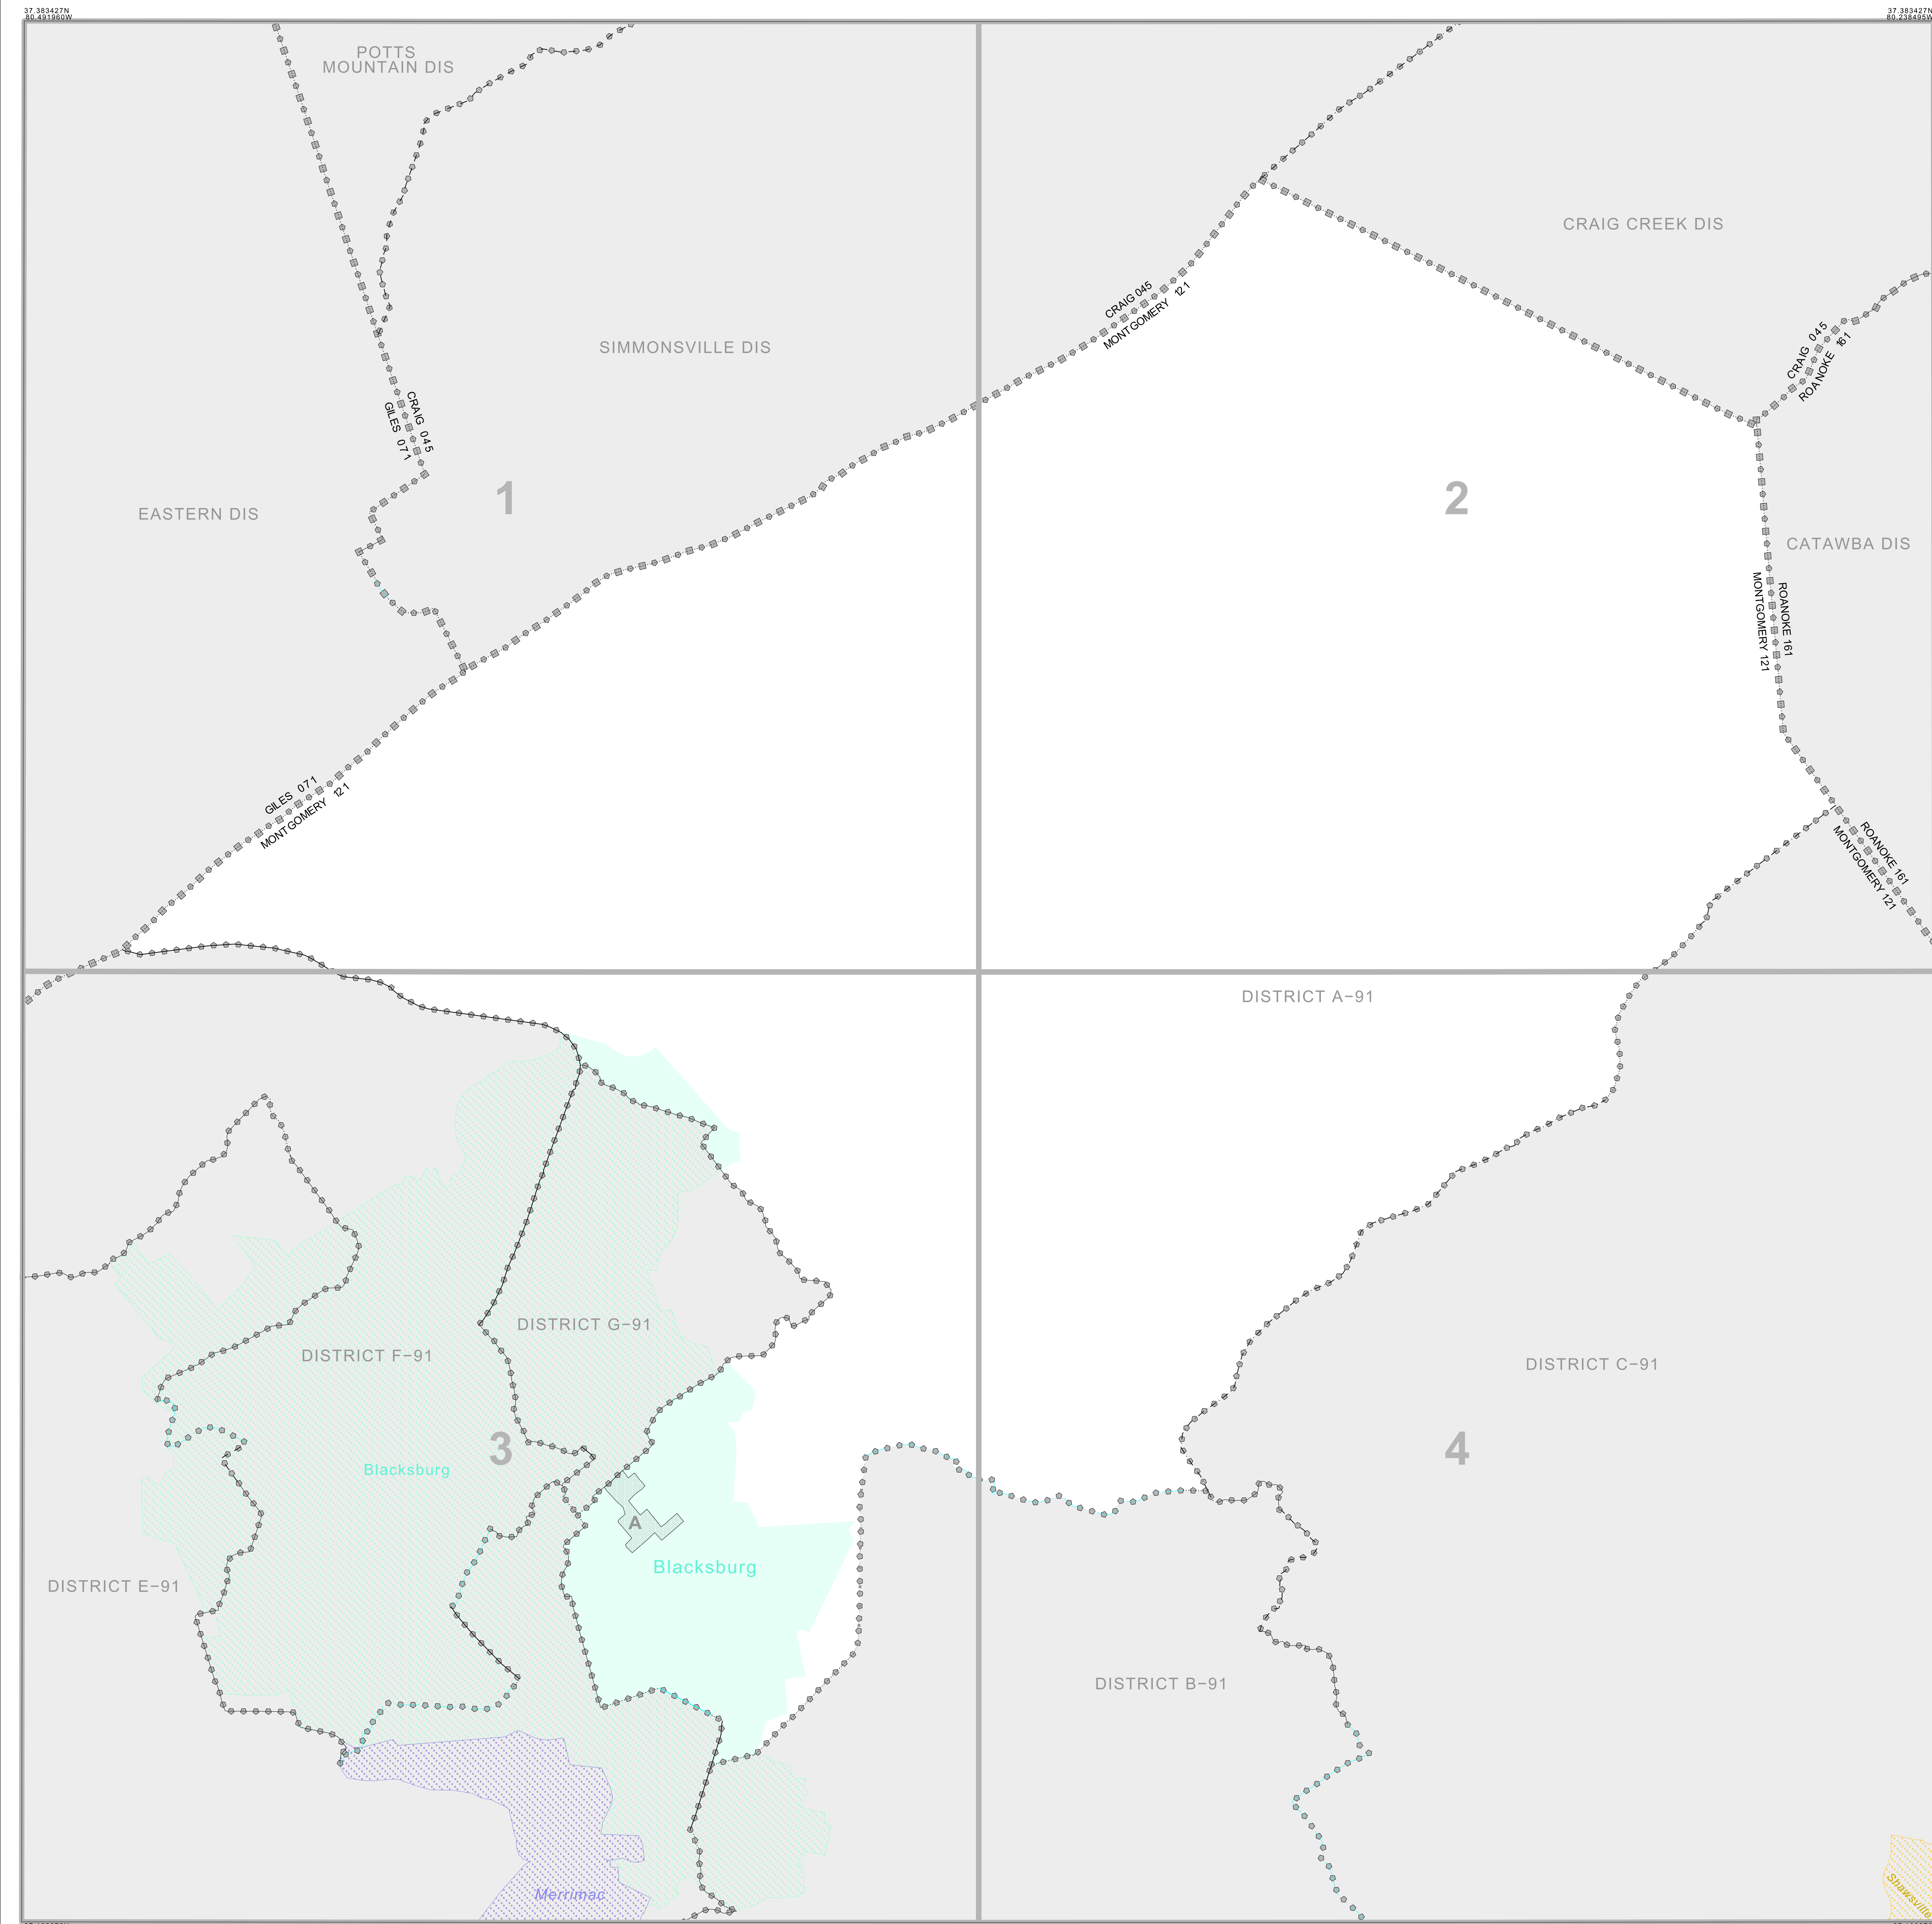 37.383427N
80.491960W
37.383427N
80.238495W
POTTS
MOUNTAIN DIS
CRAIG CREEK DIS
CRAIG 045
MONTGOMERY 121
SIMMONSVILLE DIS
CRAIG 045
ROANOKE 161
CRAIG 045
GILES 071
1
2
EASTERN DIS
CATAWBA DIS
ROANOKE 161
MONTGOMERY 121
GILES 071
MONTGOMERY 121
ROANOKE 161
MONTGOMERY 121
DISTRICT A-91
DISTRICT G-91
DISTRICT F-91
DISTRICT C-91
3
4
Blacksburg
A
Blacksburg
DISTRICT E-91
DISTRICT B-91
Merrimac
Shawsville